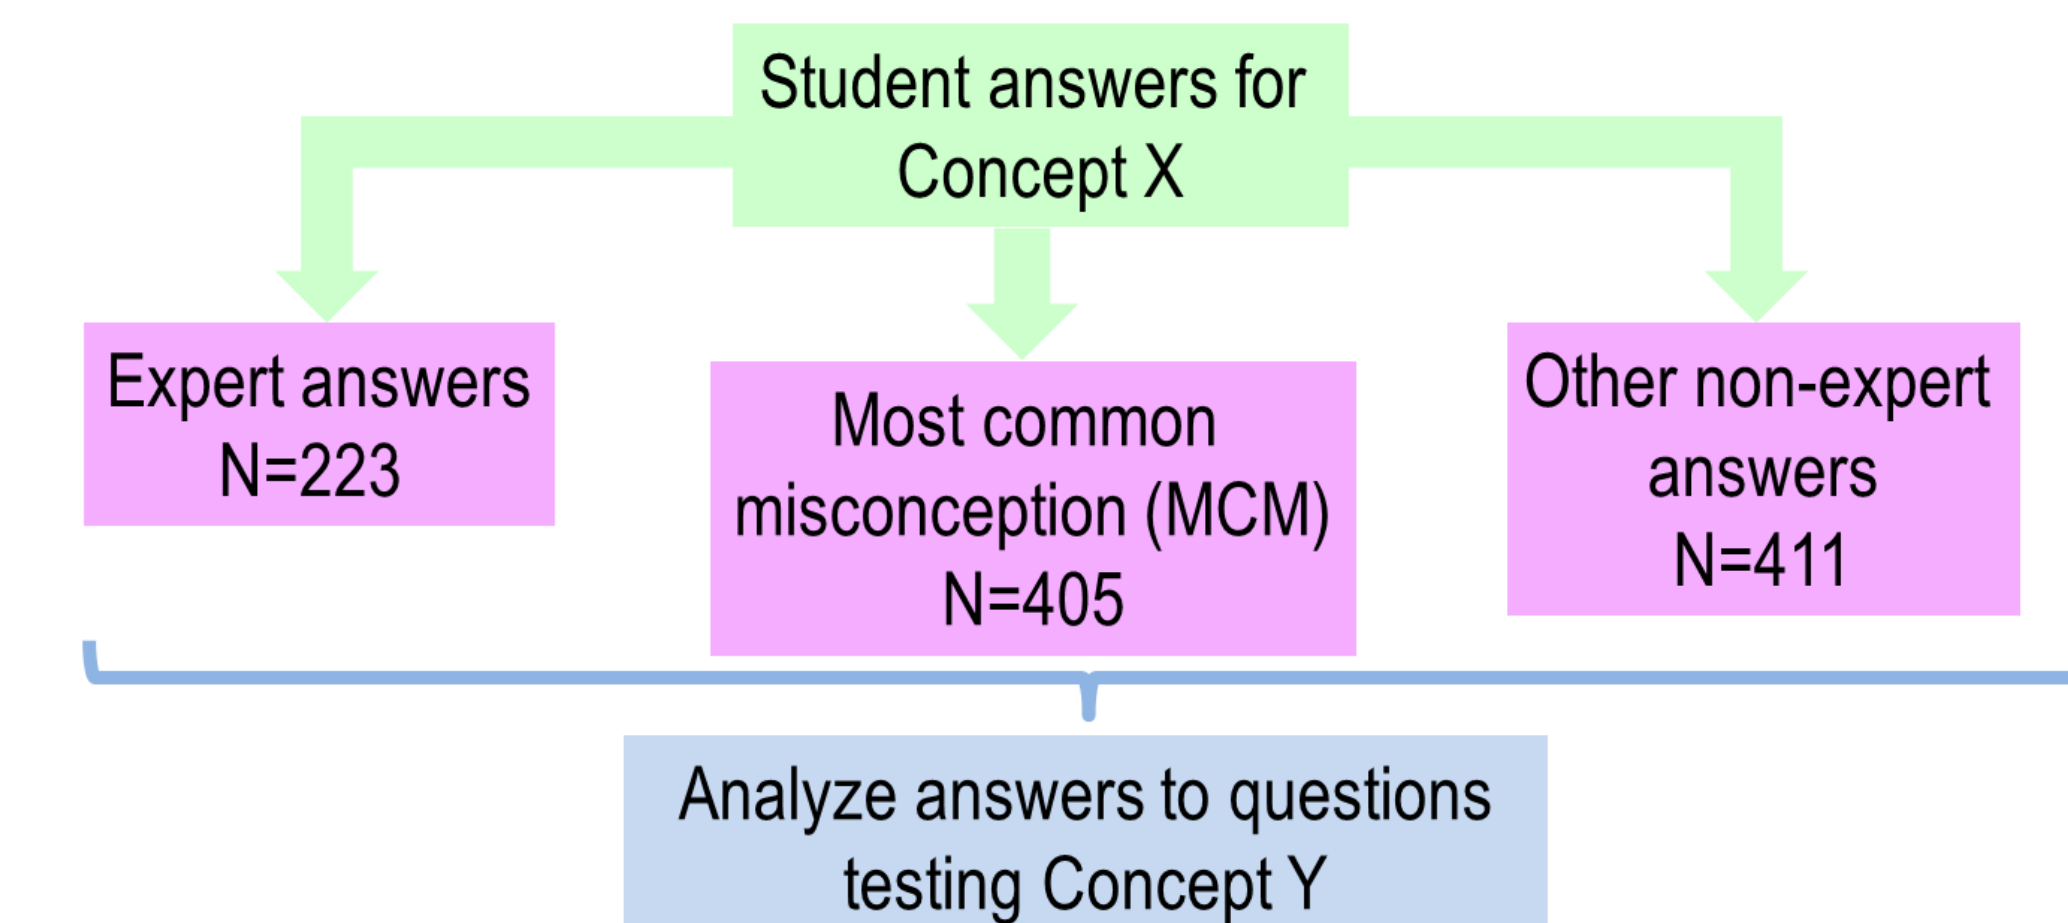 Student answers for
Concept X
Expert answers
N=223
Most common
misconception (MCM)
N=405
Other non-expert
answers
N=411
Analyze answers to questions
testing Concept Y